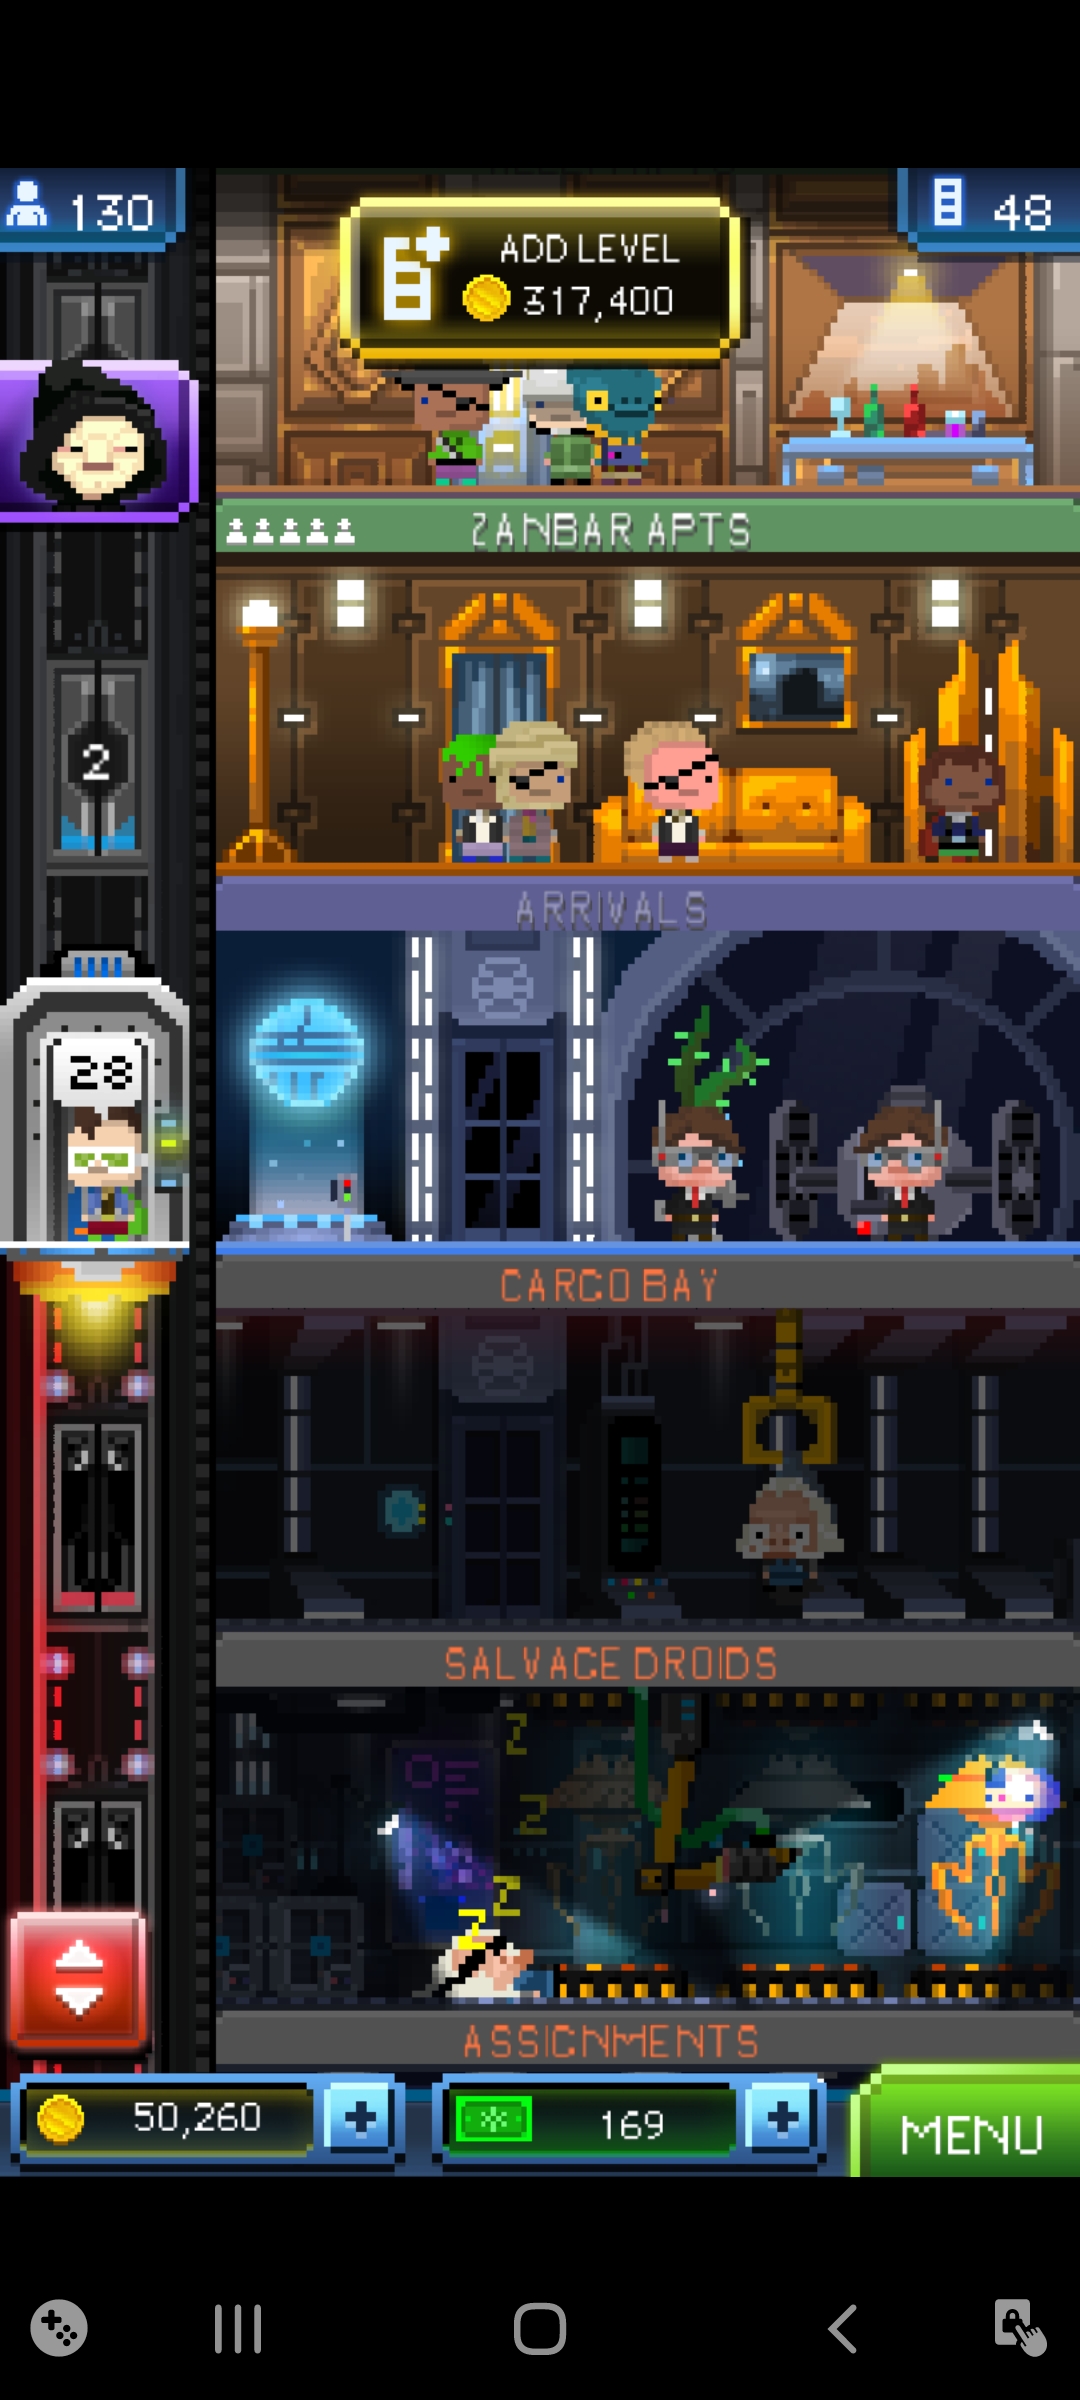 130
48
ADD LEVEL
317,400
ZANBAR APTS
2
ARRIVALS
28
CARGO BAY
SALVAGE DROIDS
Z
Z
Z
Z
ASSIGNMENTS
50,260
169
MENU